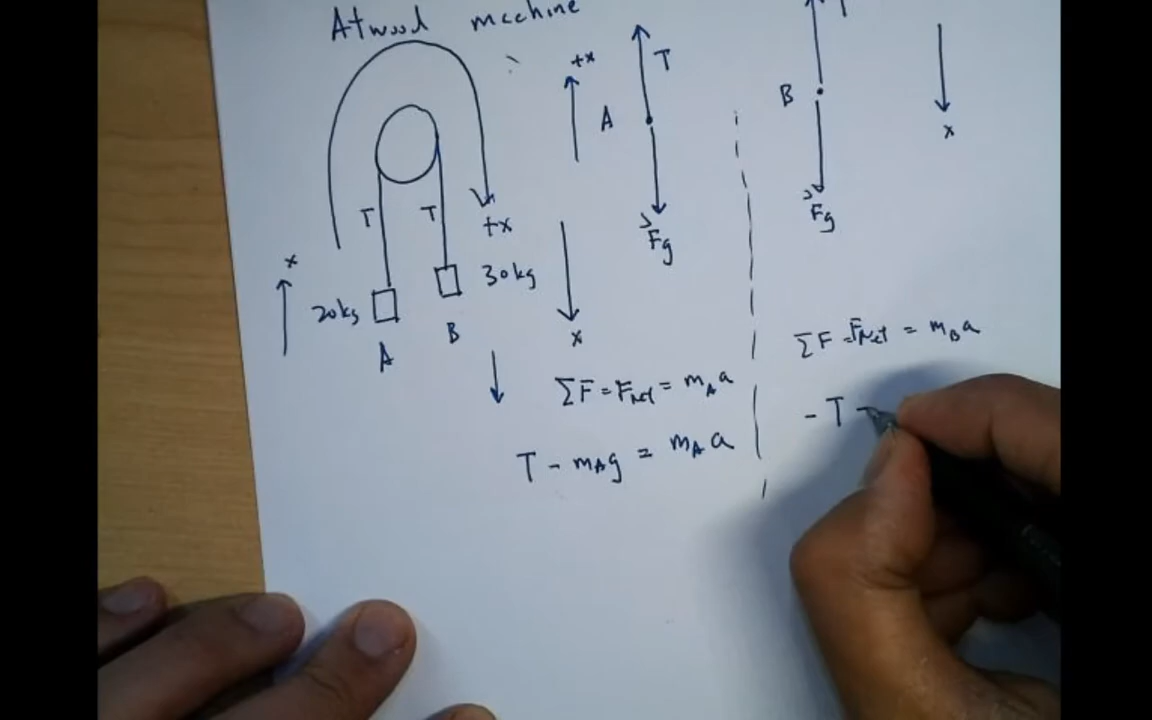 Atwood machine
+x
T
A
Fg
T
B
x
Fg
T T
+x
x
20kg
30kg
A
B
x
ΣF = FNet = mAa
T - mAg = mAa
ΣF = FNet = mBa
- T